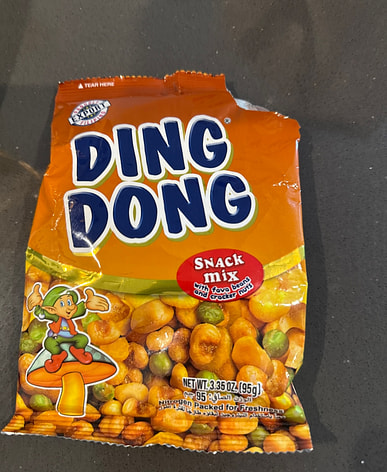 TEAR HERE
EXPORT
DING
DONG
®
SNACK
mix
with fava beans
and cracker nuts
NET WT. 3.35 OZ. (95g)
Nitrogen Packed for Freshness